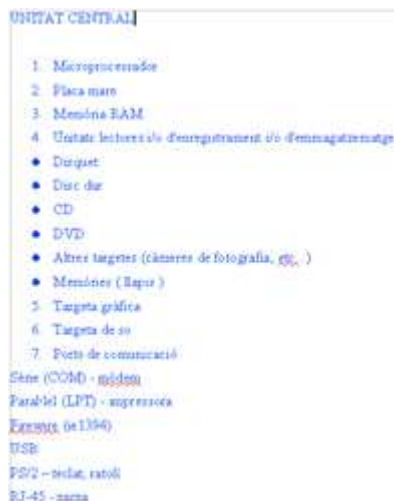 UNITAT CENTRAL
1. Microprocessador
2. Placa mare
3. Memòria RAM
4. Unitats lectores i/o d'enregistrament i/o d'emmagatzematge
• Disquet
• Disc dur
• CD
• DVD
• Altres targetes (càmeres de fotografia, etc. )
• Memòries ( llapis )
5. Targeta gràfica
6. Targeta de so
7. Ports de comunicació
Sèrie (COM) - mòdem
Paral·lel (LPT) - impressora
Fireware (ie1394)
USB
PS/2 – teclat, ratolí
RJ-45 - xarxa